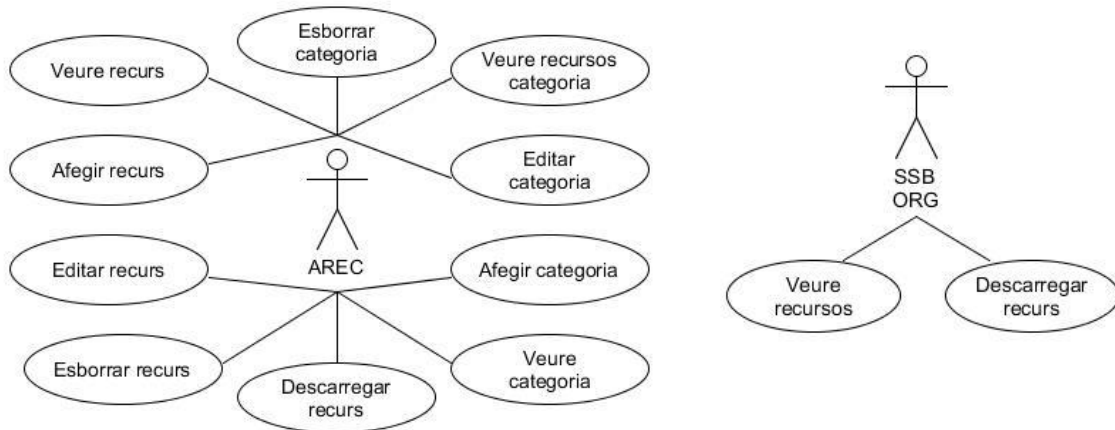 Esborrar
categoria
Veure recurs
Veure recursos
categoria
Afegir recurs
Editar
categoria
AREC
Editar recurs
Afegir categoria
Esborrar recurs
Descarregar
recurs
Veure
categoria
SSB
ORG
Veure
recursos
Descarregar
recurs